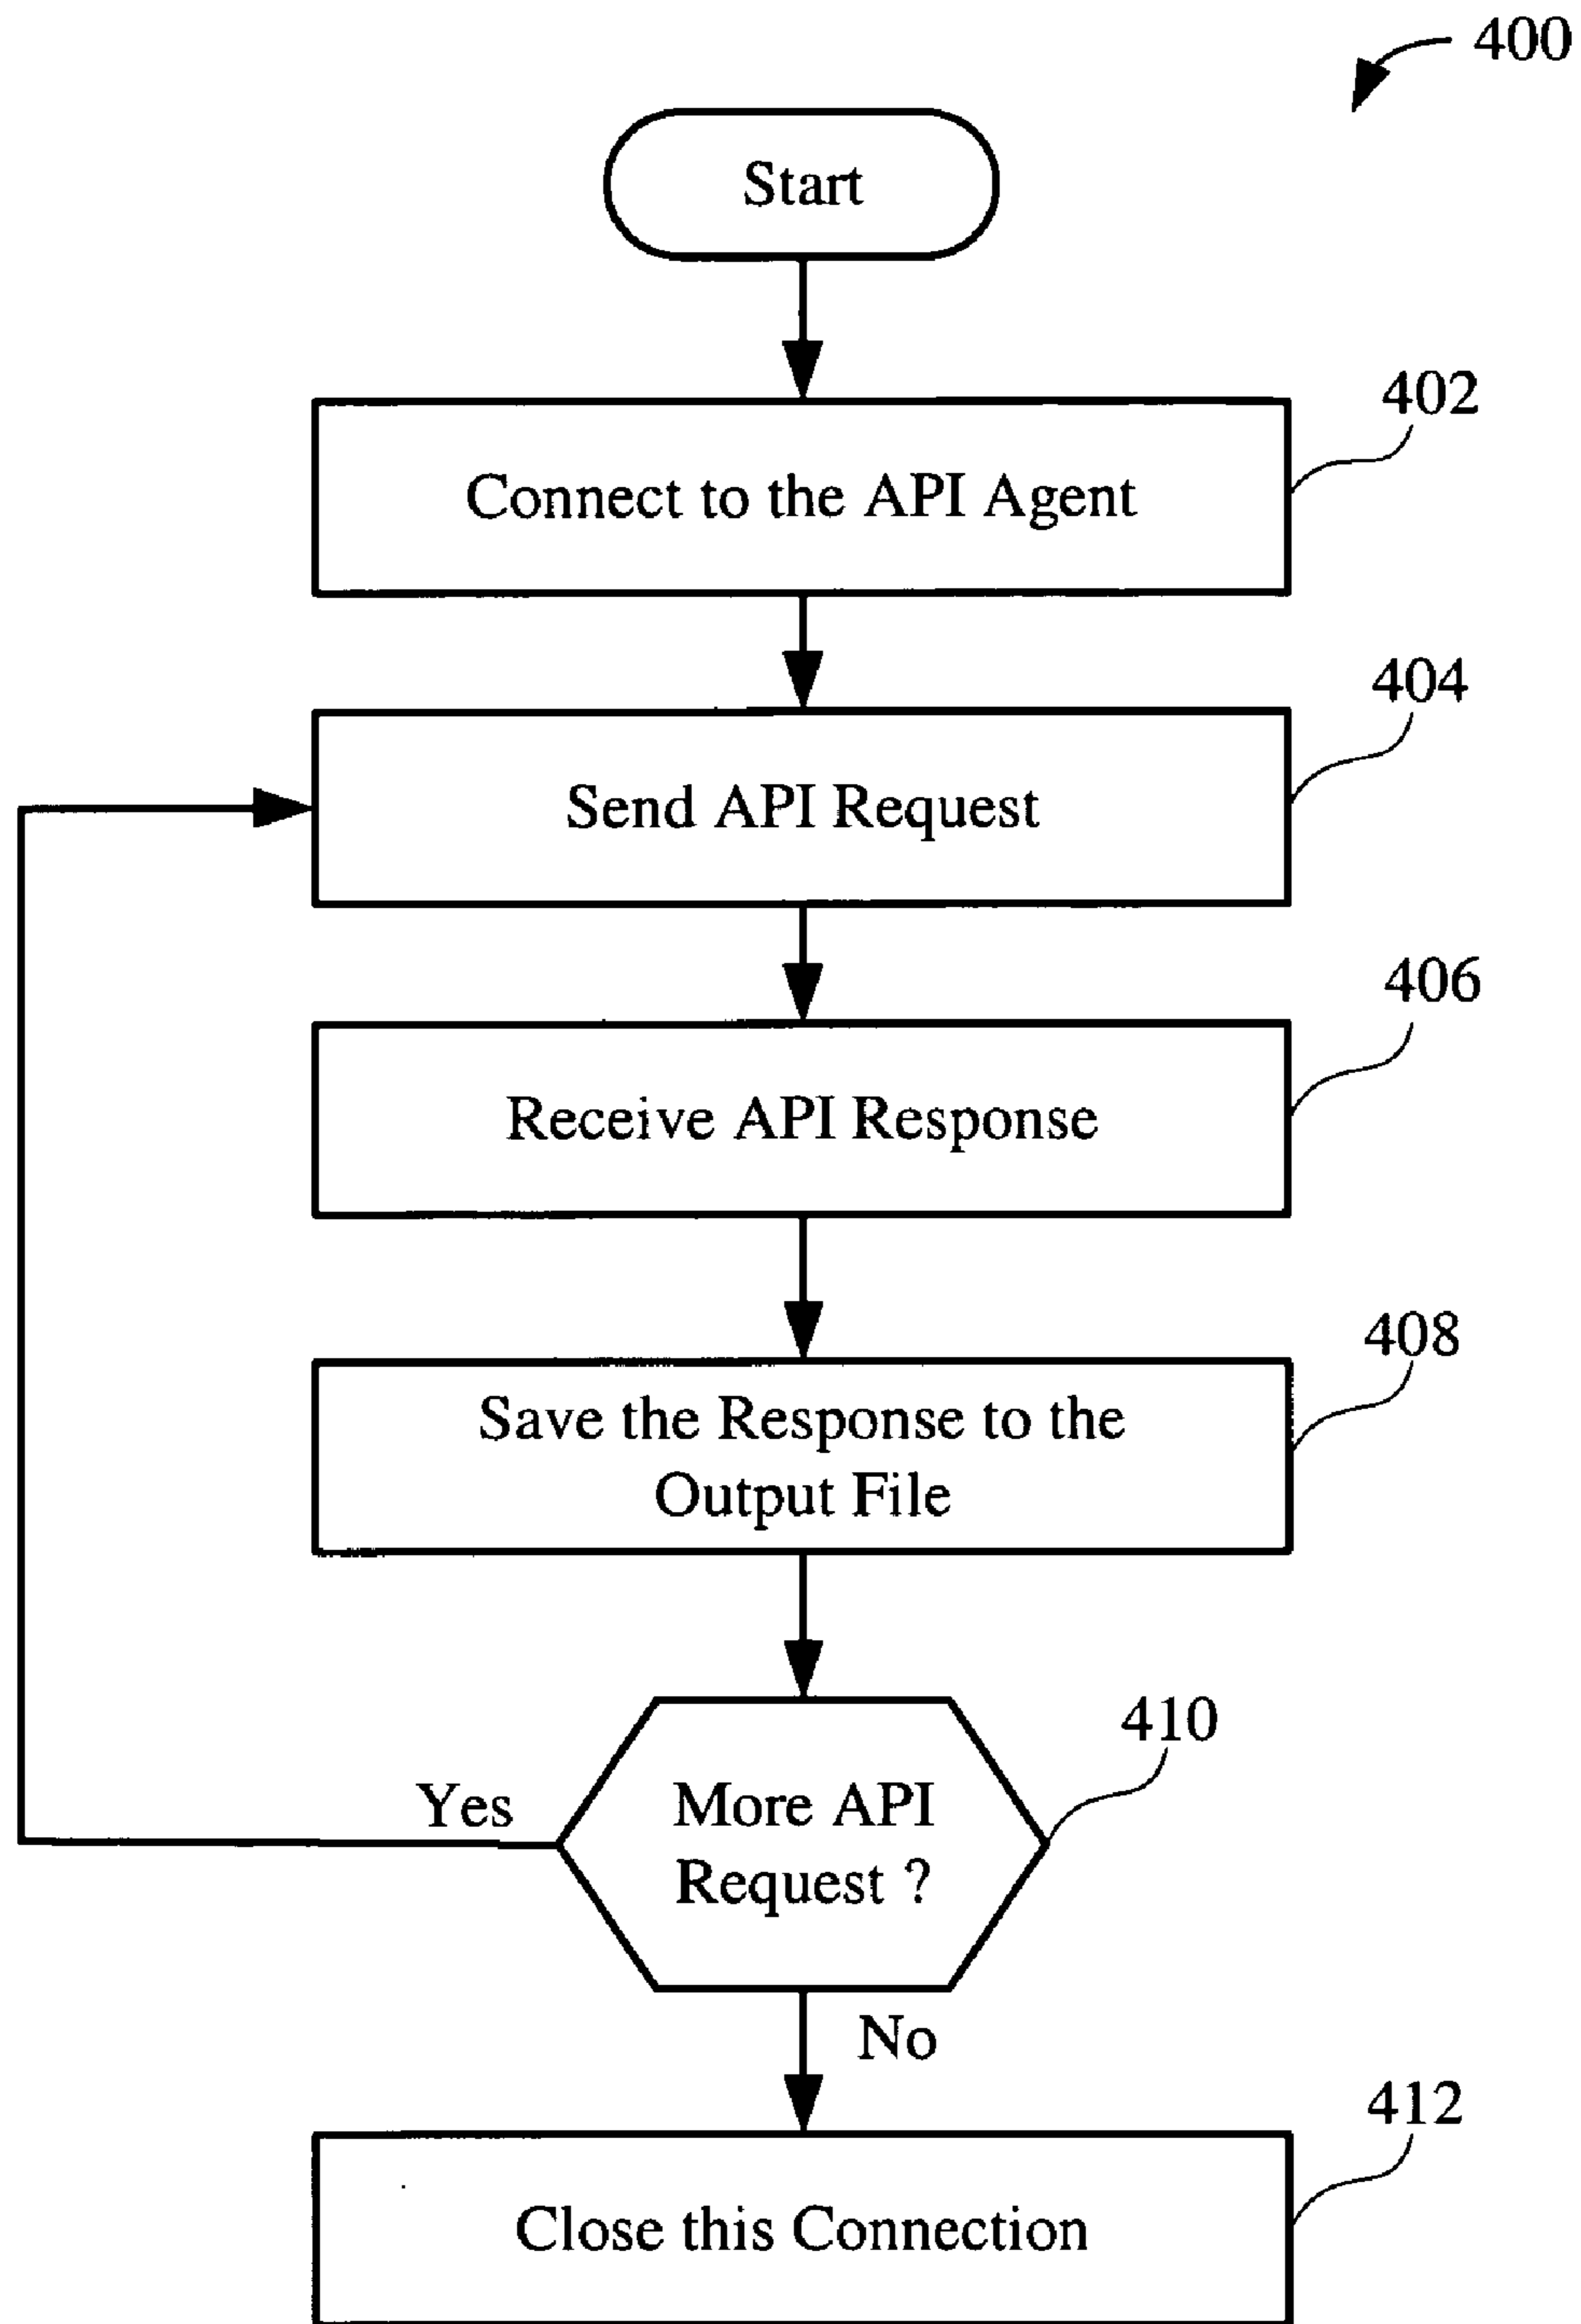 400
Start
402
Connect to the API Agent
404
Send API Request
406
Receive API Response
408
Save the Response to the
Output File
410
More API
Request ?
Yes
No
412
Close this Connection